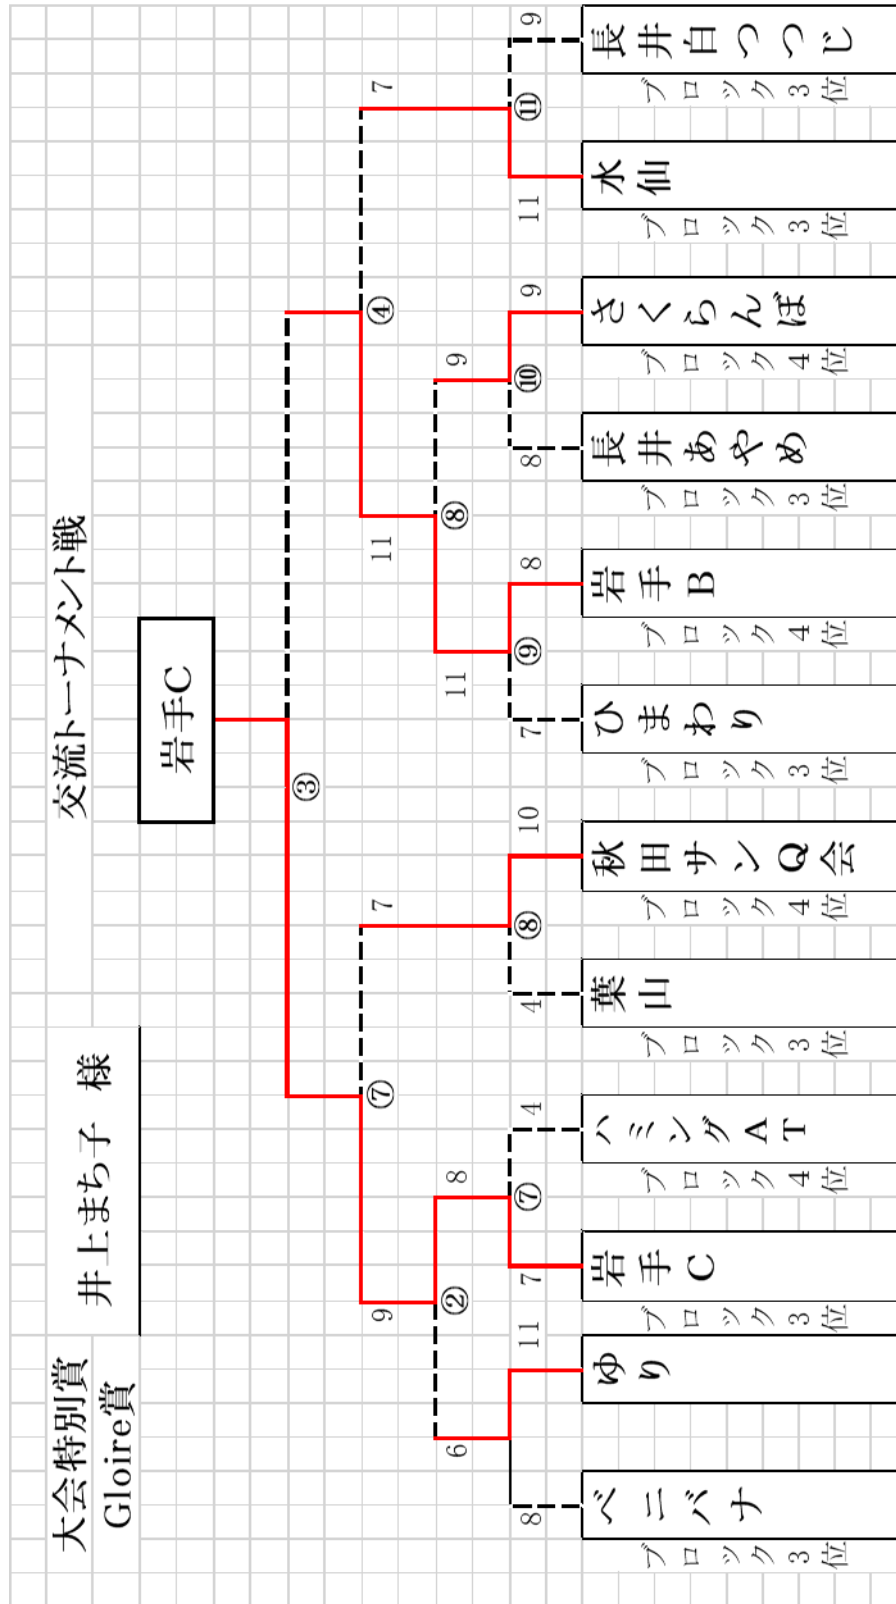 大会特別賞
Gloire賞
井上まち子 様
交流トーナメント戦
岩手C
③
9
⑦
7
11
④
7
6
②
8
11
⑧
9
8
11
7
⑦
4
4
⑧
10
7
⑨
8
8
⑩
9
11
⑪
9
ブロック3位
ベニバナ
ゆり
ブロック3位
岩手C
ブロック4位
ハミングAT
ブロック3位
葉山
ブロック4位
秋田サンQ会
ブロック3位
ひまわり
ブロック4位
岩手B
ブロック3位
長井あやめ
ブロック4位
さくらんぼ
ブロック3位
水仙
ブロック3位
長井白つつじ